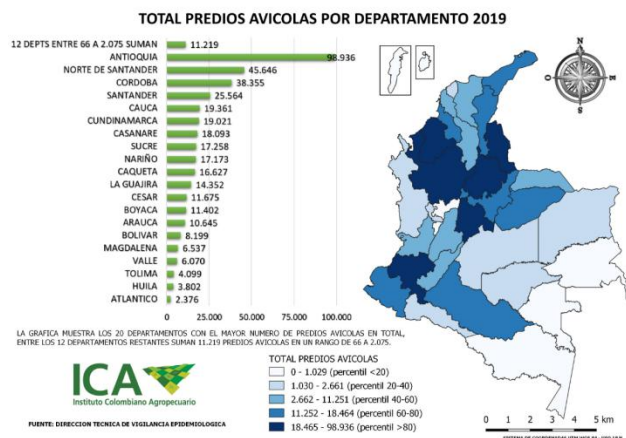 TOTAL PREDIOS AVICOLAS POR DEPARTAMENTO 2019
12 DEPTS ENTRE 66 A 2.075 SUMAN 11.219
ANTIOQUIA 98.936
NORTE DE SANTANDER 45.646
CORDOBA 38.355
SANTANDER 25.564
CAUCA 19.361
CUNDINAMARCA 19.021
CASANARE 18.093
SUCRE 17.258
NARIÑO 17.173
CAQUETA 16.627
LA GUAJIRA 14.352
CESAR 11.675
BOYACA 11.402
ARAUCA 10.645
BOLIVAR 8.199
MAGDALENA 6.537
VALLE 6.070
TOLIMA 4.099
HUILA 3.802
ATLANTICO 2.376
0 25.000 50.000 75.000 100.000
N
O E
S
LA GRAFICA MUESTRA LOS 20 DEPARTAMENTOS CON EL MAYOR NUMERO DE PREDIOS AVICOLAS EN TOTAL,
ENTRE LOS 12 DEPARTAMENTOS RESTANTES SUMAN 11.219 PREDIOS AVICOLAS EN UN RANGO DE 66 A 2.075.
ICA
Instituto Colombiano Agropecuario
FUENTE: DIRECCION TECNICA DE VIGILANCIA EPIDEMIOLOGICA
TOTAL PREDIOS AVICOLAS
0 - 1.029 (percentil <20)
1.030 - 2.661 (percentil 20-40)
2.662 - 11.251 (percentil 40-60)
11.252 - 18.464 (percentil 60-80)
18.465 - 98.936 (percentil >80)
0 1 2 3 4 5 km